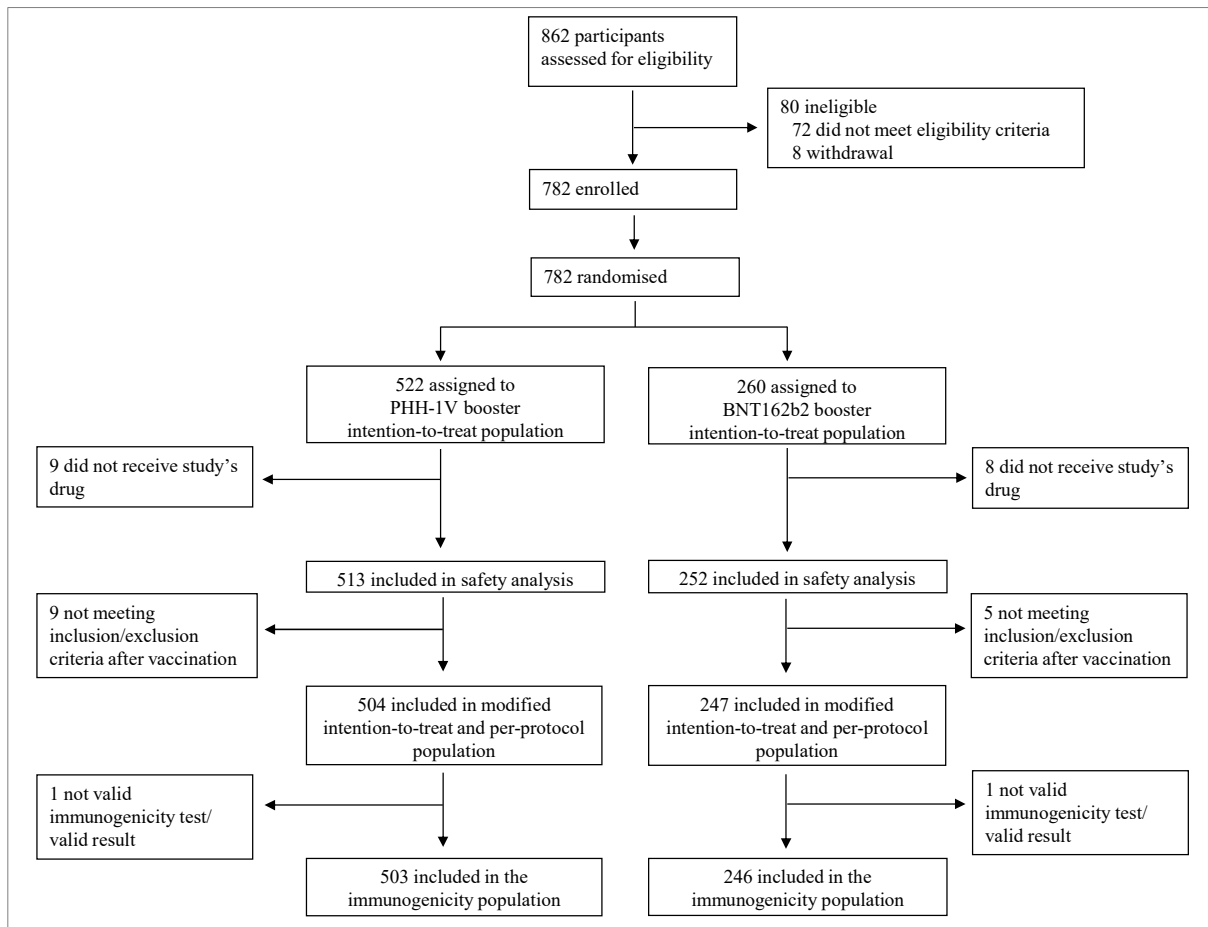 862 participants
assessed for eligibility
80 ineligible
72 did not meet eligibility criteria
8 withdrawal
782 enrolled
782 randomised
522 assigned to
PHH-1V booster
intention-to-treat population
260 assigned to
BNT162b2 booster
intention-to-treat population
9 did not receive study’s
drug
8 did not receive study’s
drug
513 included in safety analysis
252 included in safety analysis
9 not meeting
inclusion/exclusion
criteria after vaccination
5 not meeting
inclusion/exclusion
criteria after vaccination
504 included in modified
intention-to-treat and per-protocol
population
247 included in modified
intention-to-treat and per-protocol
population
1 not valid
immunogenicity test/
valid result
1 not valid
immunogenicity test/
valid result
503 included in the
immunogenicity population
246 included in the
immunogenicity population